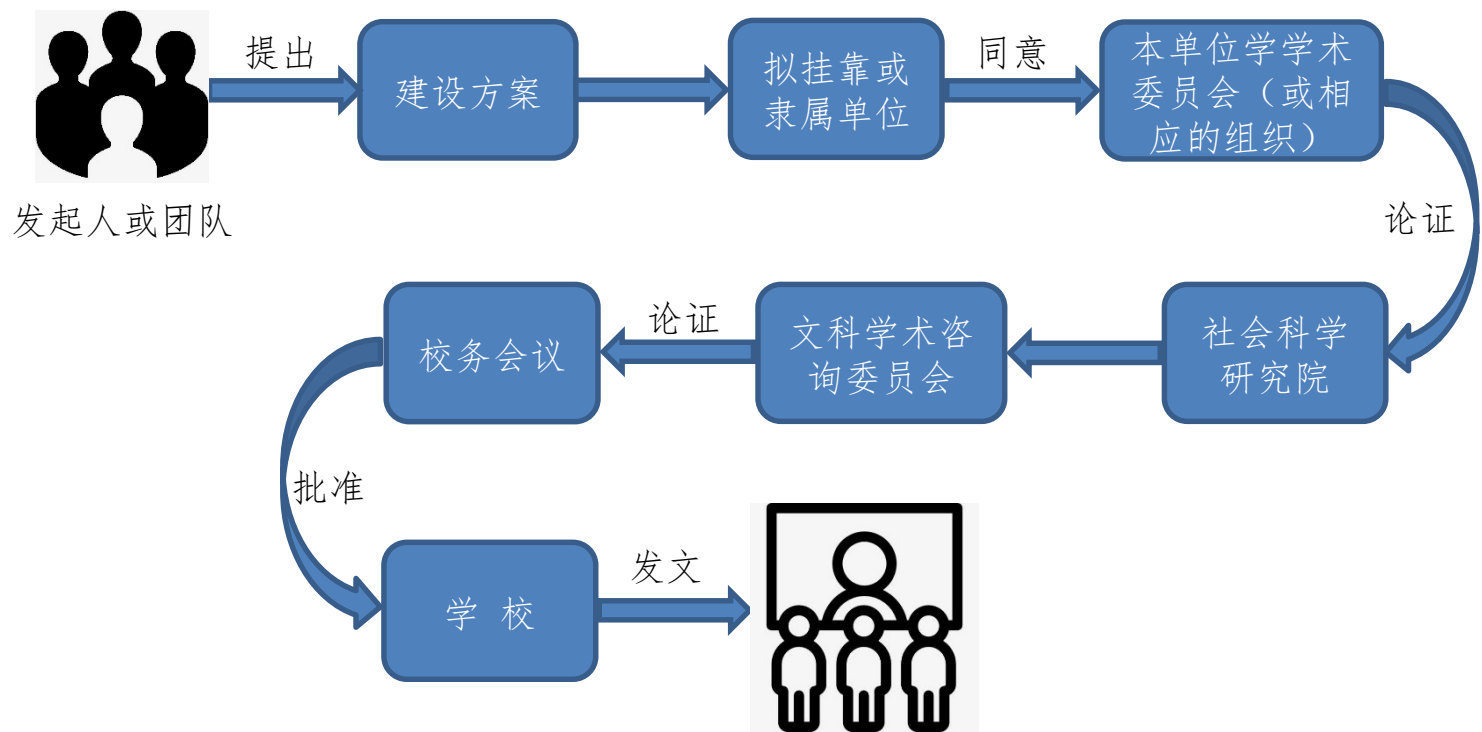 提出
建设方案
拟挂靠或
隶属单位
同意
本单位学学术
委员会（或相
应的组织）
发起人或团队
论证
社会科学
研究院
文科学术咨
询委员会
论证
校务会议
批准
学 校
发文